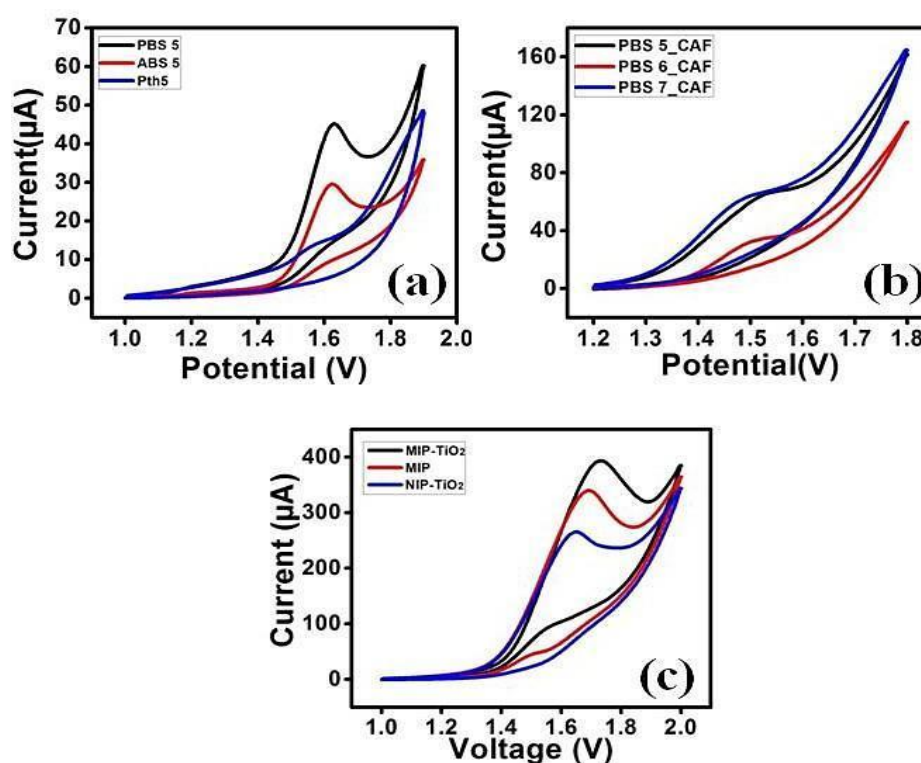 70
60
50
40
30
20
10
0
Current(µA)
PBS 5
ABS 5
Pth5
(a)
1.0 1.2 1.4 1.6 1.8 2.0
Potential (V)
160
120
80
40
0
Current(µA)
PBS 5_CAF
PBS 6_CAF
PBS 7_CAF
(b)
1.2 1.3 1.4 1.5 1.6 1.7 1.8
Potential(V)
400
300
200
100
0
Current (µA)
MIP-TiO₂
MIP
NIP-TiO₂
(c)
1.0 1.2 1.4 1.6 1.8 2.0
Voltage (V)